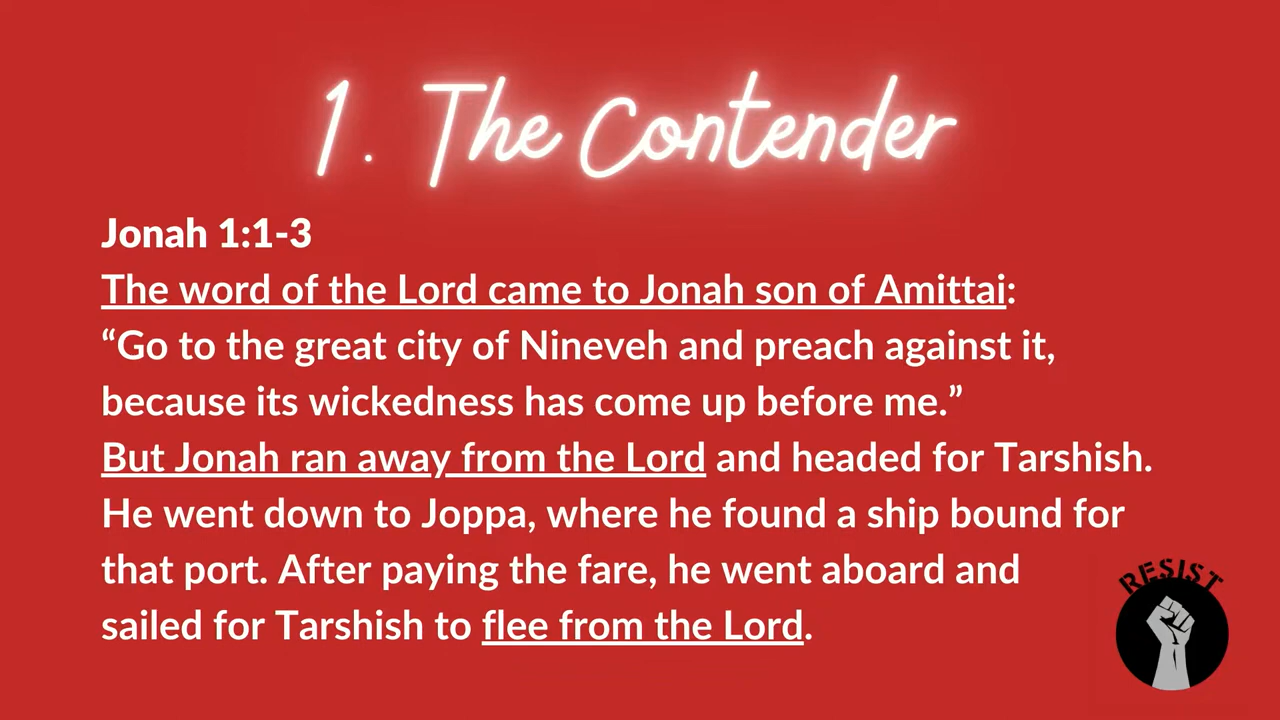 1. The Contender
Jonah 1:1-3
The word of the Lord came to Jonah son of Amittai:
“Go to the great city of Nineveh and preach against it,
because its wickedness has come up before me.”
But Jonah ran away from the Lord and headed for Tarshish.
He went down to Joppa, where he found a ship bound for
that port. After paying the fare, he went aboard and
sailed for Tarshish to flee from the Lord.
RESIST